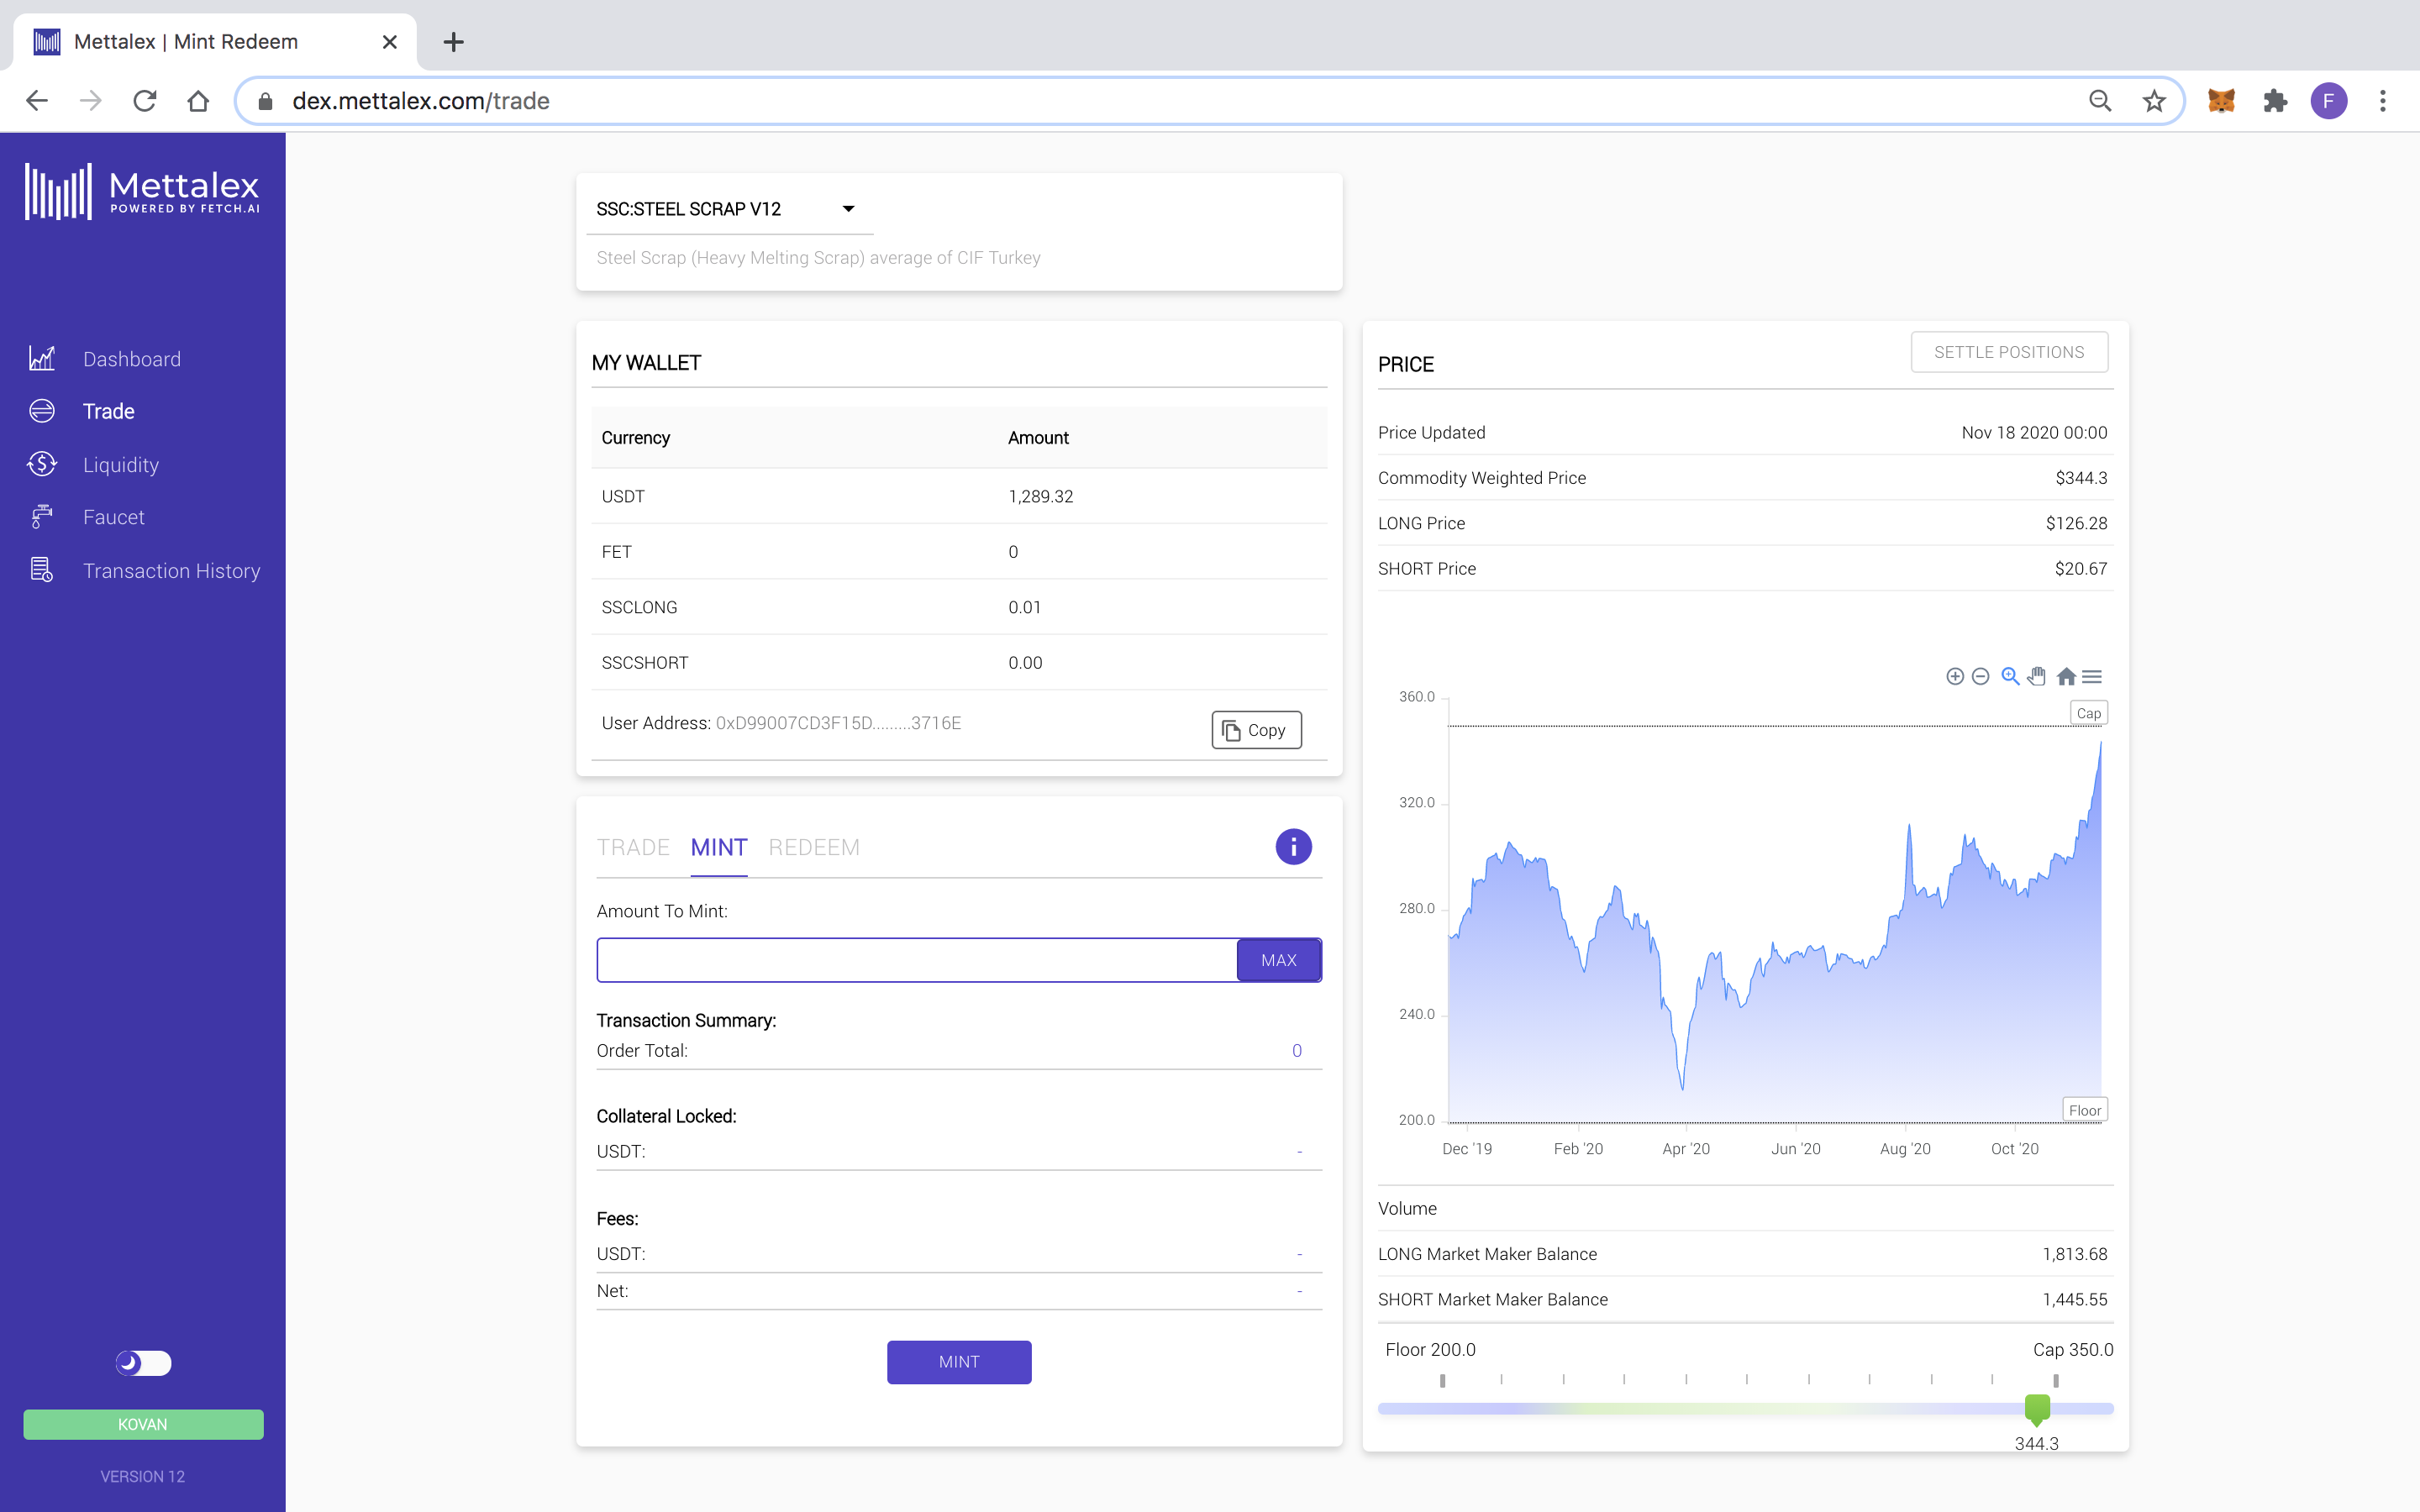 Mettalex | Mint Redeem
dex.mettalex.com/trade
F
Mettalex
POWERED BY FETCH.AI
Dashboard
Trade
Liquidity
Faucet
Transaction History
KOVAN
VERSION 12
SSC:STEEL SCRAP V12
Steel Scrap (Heavy Melting Scrap) average of CIF Turkey
MY WALLET
Currency Amount
USDT 1,289.32
FET 0
SSCLONG 0.01
SSCSHORT 0.00
User Address: 0xD99007CD3F15D.........3716E
Copy
TRADE MINT REDEEM
i
Amount To Mint:
MAX
Transaction Summary:
Order Total: 0
Collateral Locked:
USDT: -
Fees:
USDT: -
Net: -
MINT
PRICE
SETTLE POSITIONS
Price Updated Nov 18 2020 00:00
Commodity Weighted Price $344.3
LONG Price $126.28
SHORT Price $20.67
360.0
Cap
320.0
280.0
240.0
Floor
200.0
Dec '19 Feb '20 Apr '20 Jun '20 Aug '20 Oct '20
Volume
LONG Market Maker Balance 1,813.68
SHORT Market Maker Balance 1,445.55
Floor 200.0 Cap 350.0
344.3